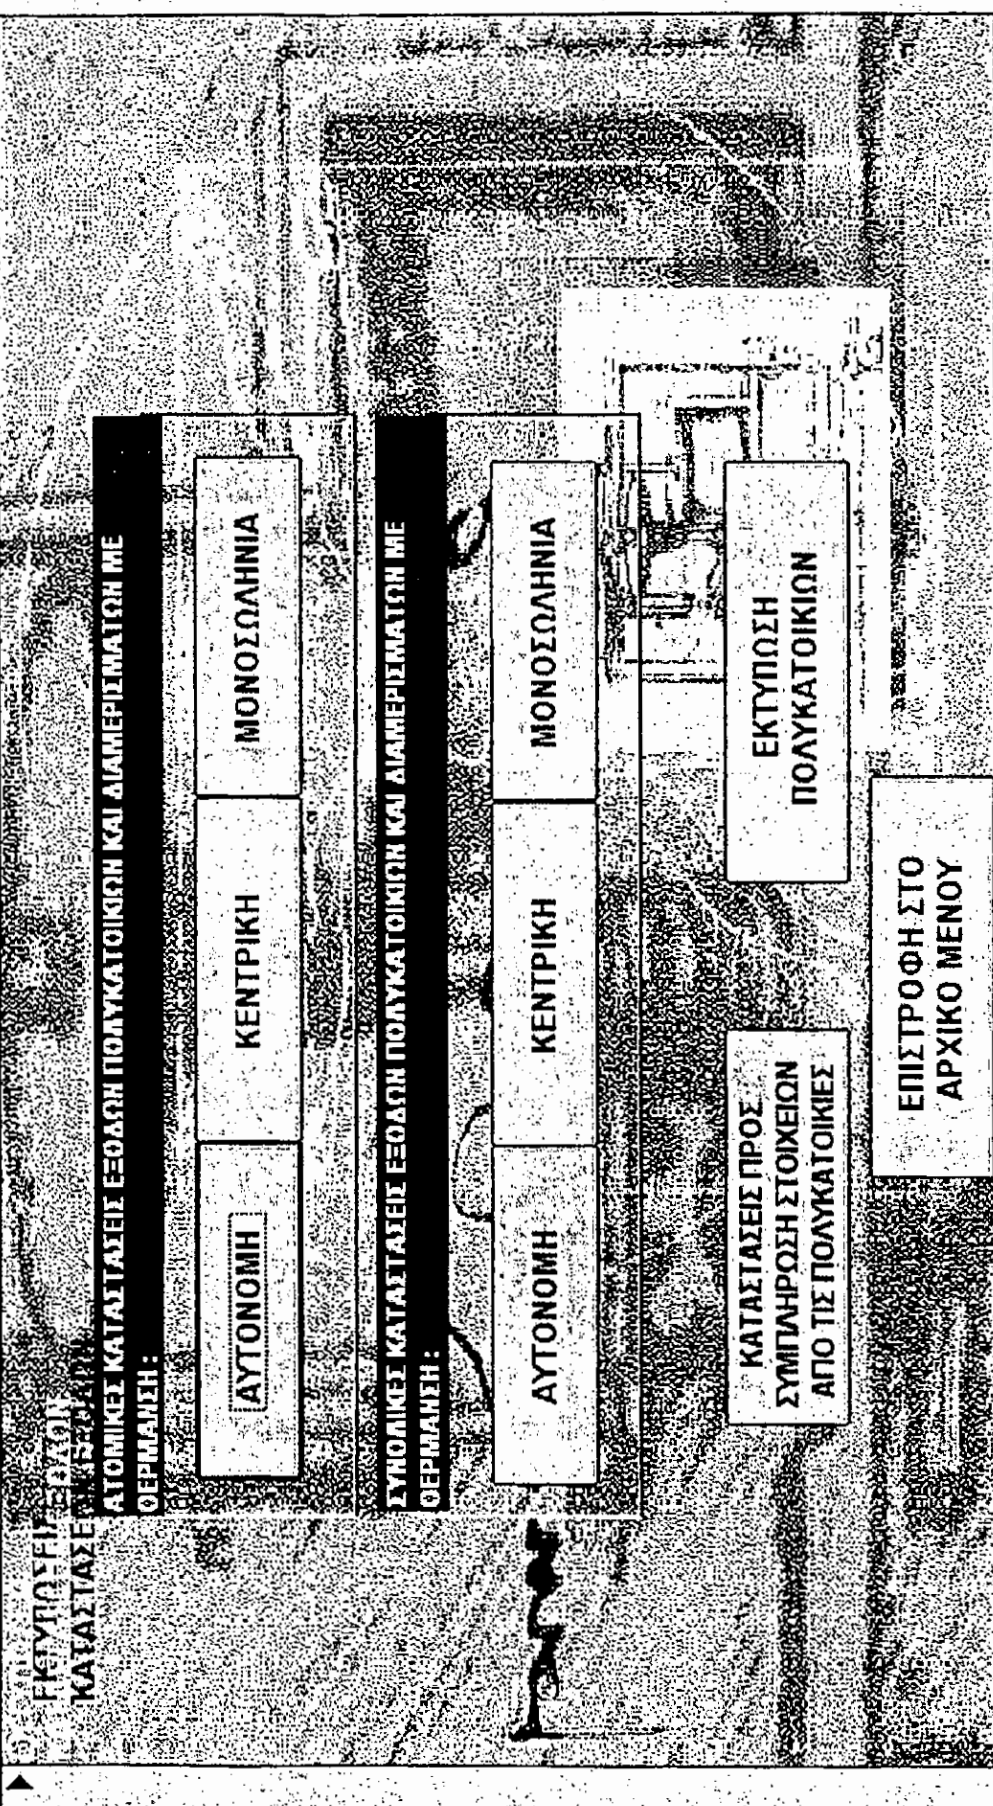 ΚΑΤΑΣΤΑΣΕΩΝ ΕΞΟΔΩΝ
ΑΤΟΜΙΚΕΣ ΚΑΤΑΣΤΑΣΕΙΣ ΕΞΟΔΩΝ ΠΟΛΥΚΑΤΟΙΚΙΩΝ ΚΑΙ ΔΙΑΜΕΡΙΣΜΑΤΩΝ ΜΕ
ΘΕΡΜΑΝΣΗ :
ΑΥΤΟΝΟΜΗ
ΚΕΝΤΡΙΚΗ
ΜΟΝΟΣΩΛΗΝΙΑ
ΣΥΝΟΛΙΚΕΣ ΚΑΤΑΣΤΑΣΕΙΣ ΕΞΟΔΩΝ ΠΟΛΥΚΑΤΟΙΚΙΩΝ ΚΑΙ ΔΙΑΜΕΡΙΣΜΑΤΩΝ ΜΕ
ΘΕΡΜΑΝΣΗ :
ΑΥΤΟΝΟΜΗ
ΚΕΝΤΡΙΚΗ
ΜΟΝΟΣΩΛΗΝΙΑ
ΚΑΤΑΣΤΑΣΕΙΣ ΠΡΟΣ
ΣΥΜΠΛΗΡΩΣΗ ΣΤΟΙΧΕΙΩΝ
ΑΠΟ ΤΙΣ ΠΟΛΥΚΑΤΟΙΚΙΕΣ
ΕΚΤΥΠΩΣΗ
ΠΟΛΥΚΑΤΟΙΚΙΩΝ
ΕΠΙΣΤΡΟΦΗ ΣΤΟ
ΑΡΧΙΚΟ ΜΕΝΟΥ